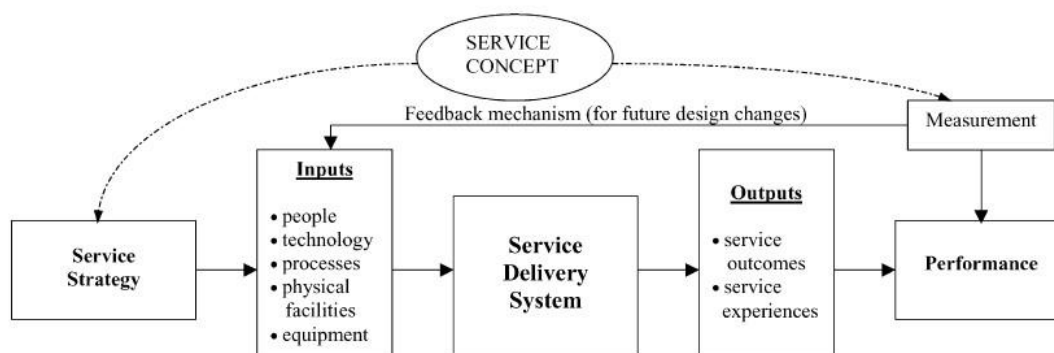 SERVICE
CONCEPT
Feedback mechanism (for future design changes)
Measurement
Service
Strategy
Inputs
• people
• technology
• processes
• physical
facilities
• equipment
Service
Delivery
System
Outputs
• service
outcomes
• service
experiences
Performance